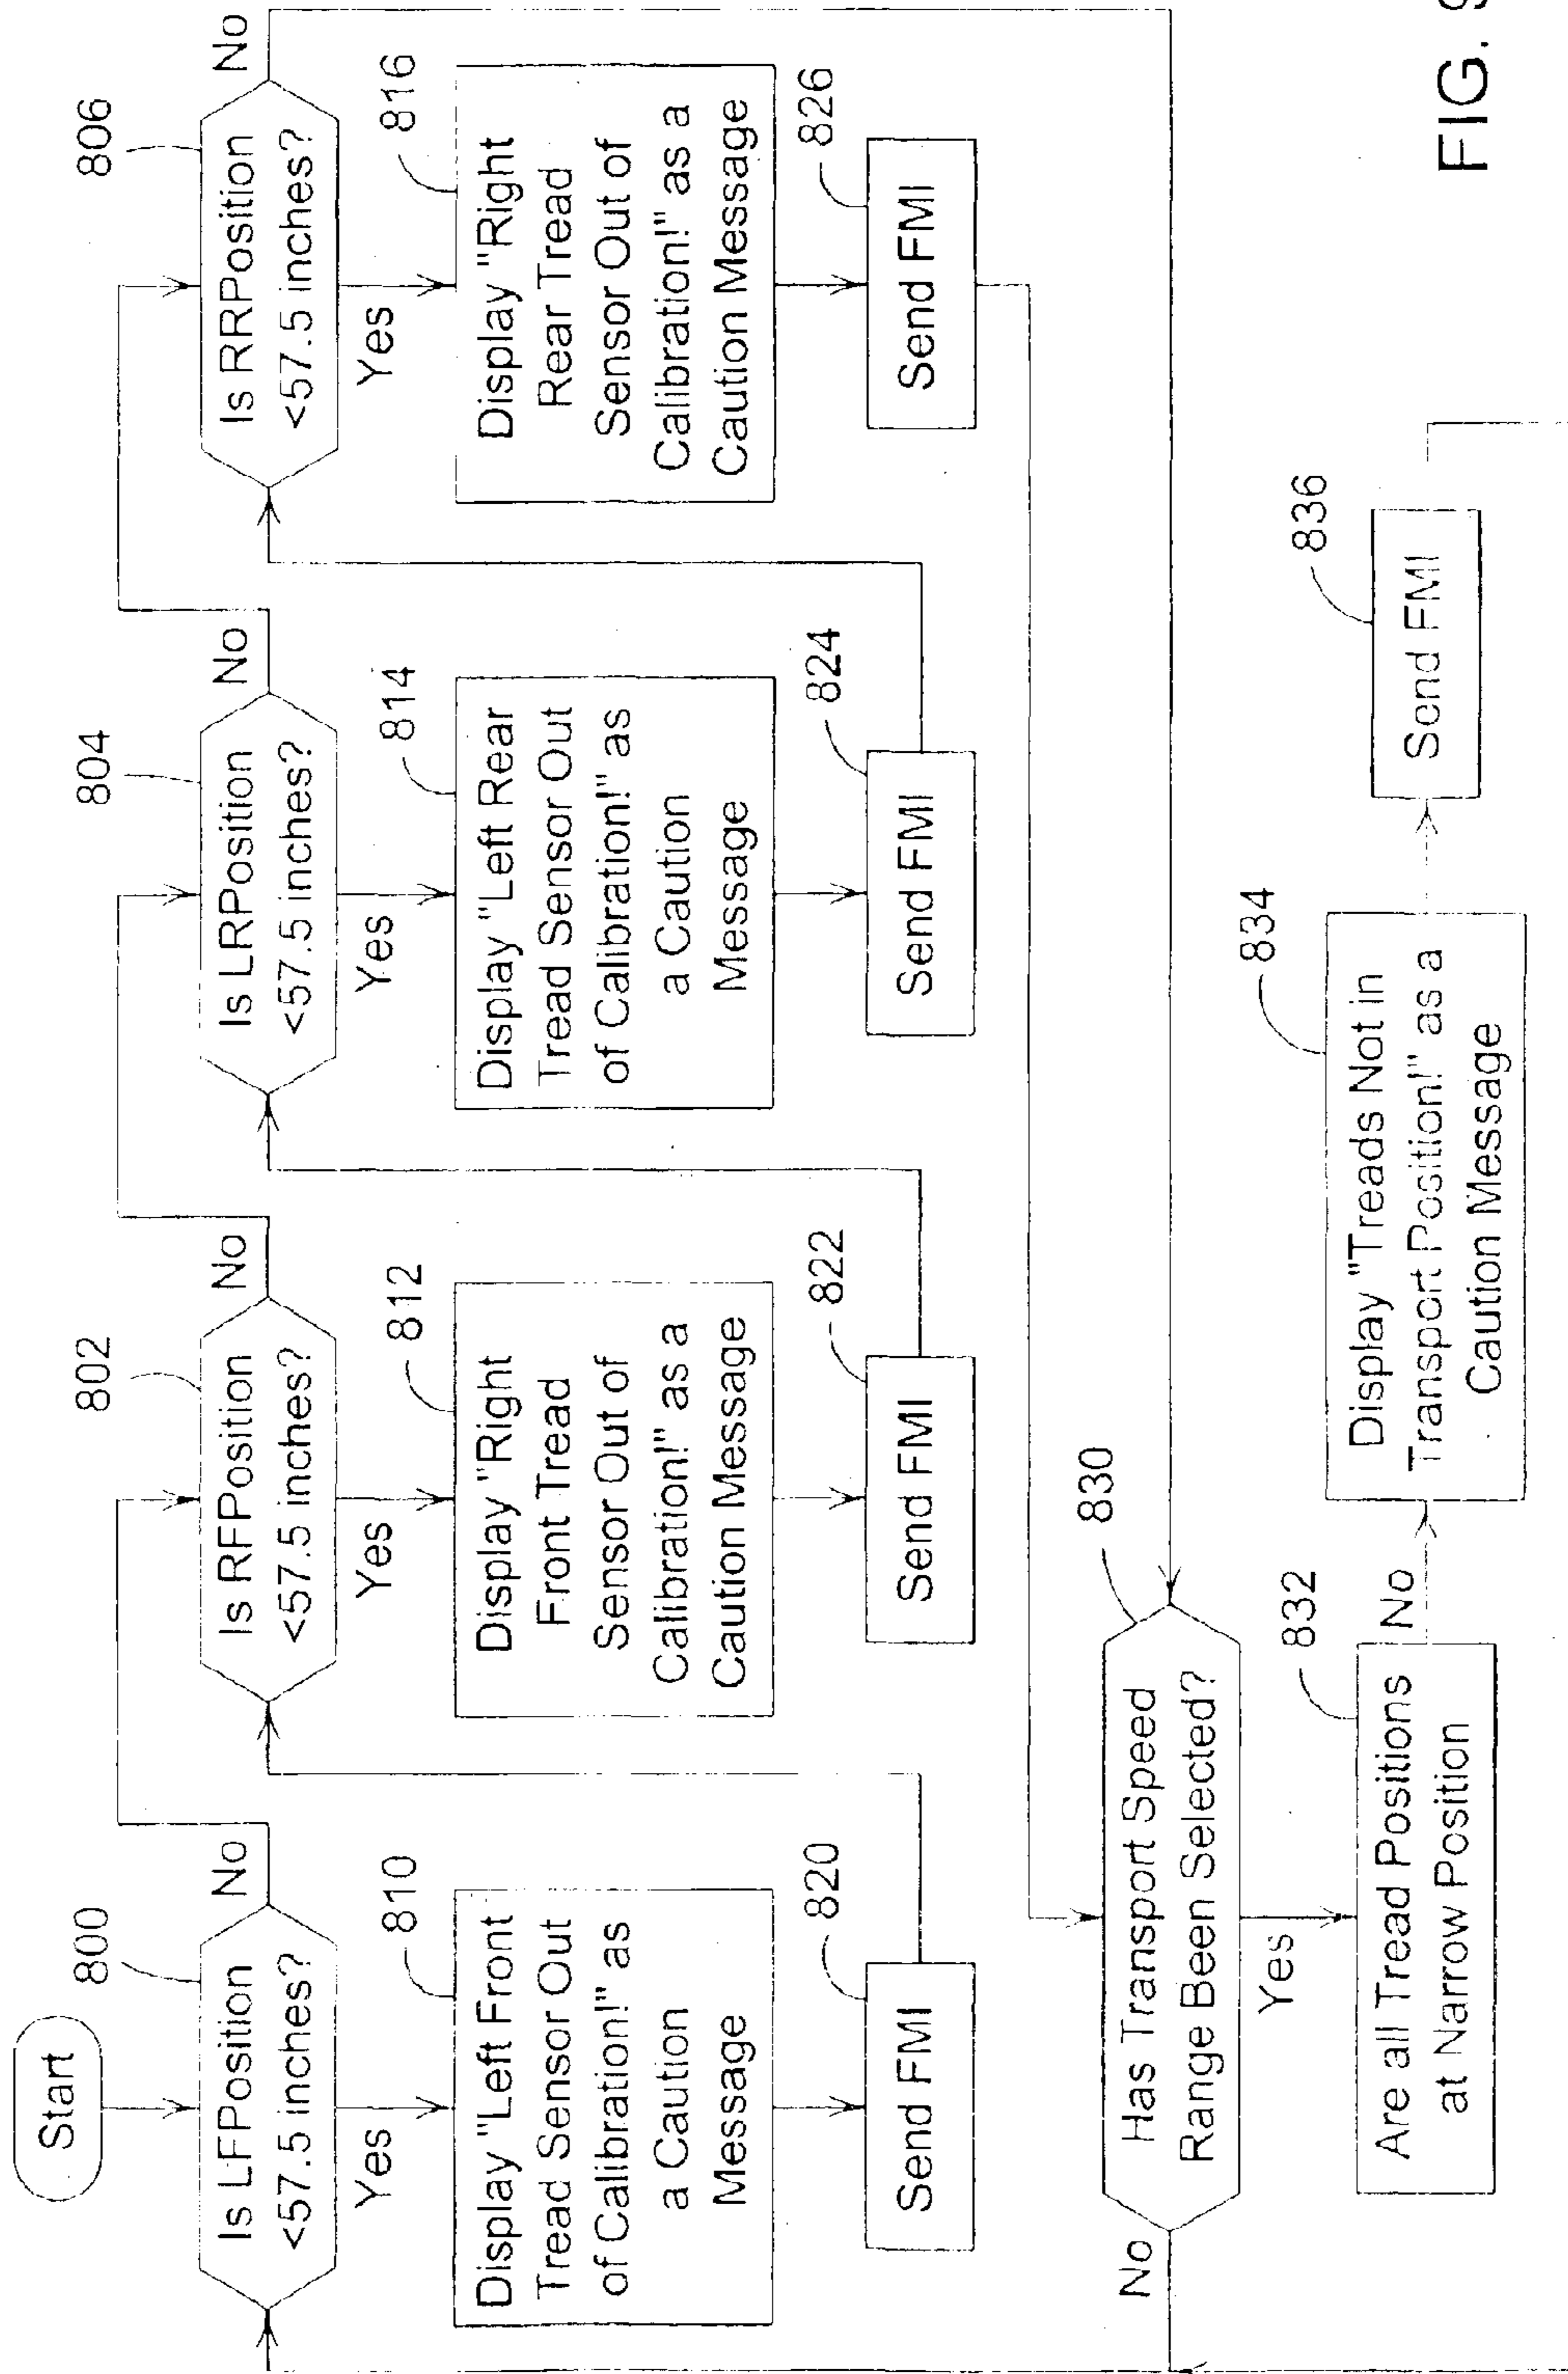 Start
800
Is LFPosition
<57.5 inches?
No
Yes
810
Display "Left Front
Tread Sensor Out
of Calibration!" as
a Caution
Message
820
Send FMI
802
Is RFPosition
<57.5 inches?
No
Yes
812
Display "Right
Front Tread
Sensor Out of
Calibration!" as a
Caution Message
822
Send FMI
804
Is LRPosition
<57.5 inches?
No
Yes
814
Display "Left Rear
Tread Sensor Out
of Calibration!" as
a Caution
Message
824
Send FMI
806
Is RRPosition
<57.5 inches?
No
Yes
816
Display "Right
Rear Tread
Sensor Out of
Calibration!" as a
Caution Message
826
Send FMI
830
Has Transport Speed
Range Been Selected?
No
Yes
832
Are all Tread Positions
at Narrow Position
No
834
Display "Treads Not in
Transport Position!" as a
Caution Message
836
Send FMI
FIG.